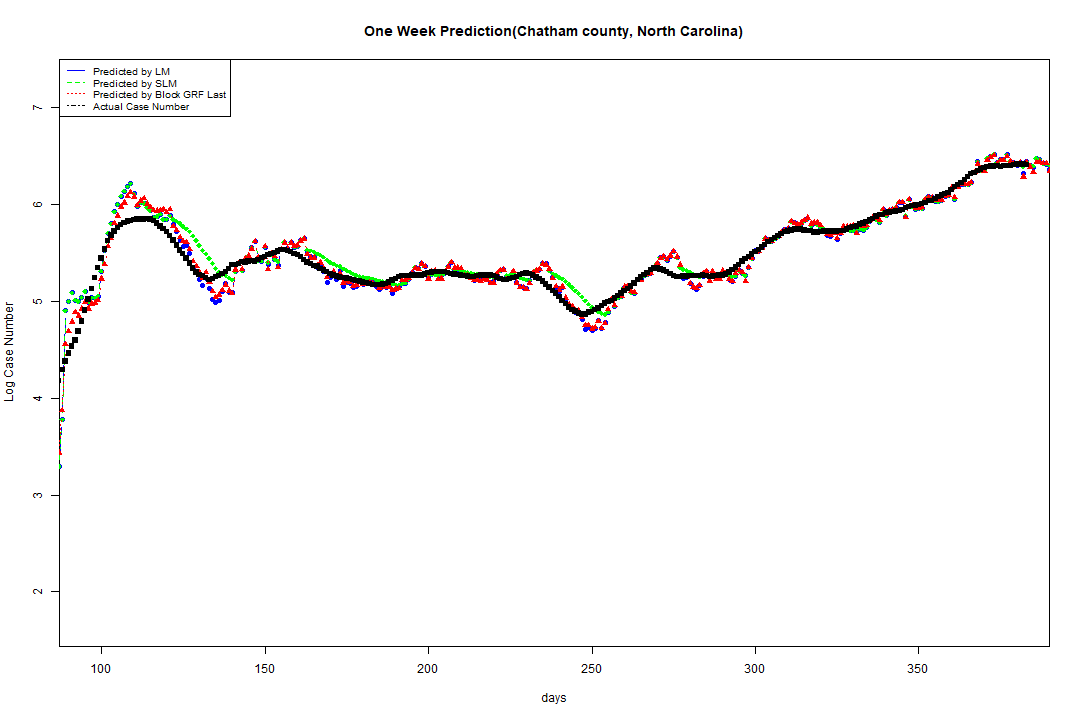 One Week Prediction(Chatham county, North Carolina)
Predicted by LM
Predicted by SLM
Predicted by Block GRF Last
Actual Case Number
7
6
5
4
3
2
Log Case Number
100 150 200 250 300 350
days